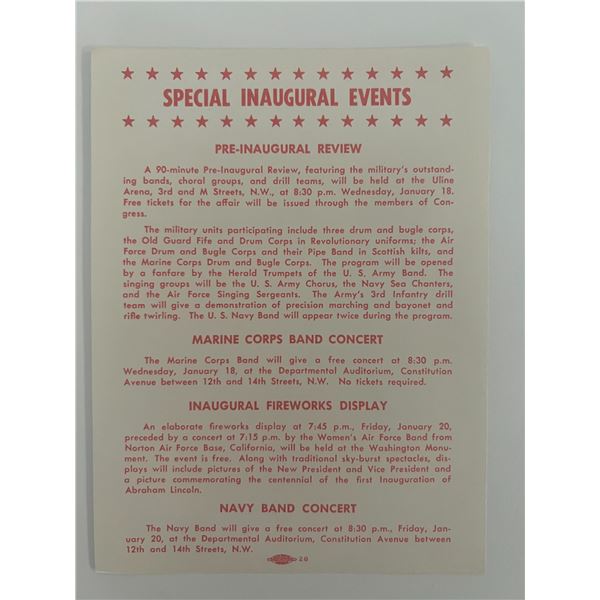 SPECIAL INAUGURAL EVENTS
PRE-INAUGURAL REVIEW
A 90-minute Pre-Inaugural Review, featuring the military's outstand-
ing bands, choral groups, and drill teams, will be held at the Uline
Arena, 3rd and M Streets, N.W., at 8:30 p.m. Wednesday, January 18.
Free tickets for the affair will be issued through the members of Con-
gress.
The military units participating include three drum and bugle corps,
the Old Guard Fife and Drum Corps in Revolutionary uniforms; the Air
Force Drum and Bugle Corps and their Pipe Band in Scottish kilts, and
the Marine Corps Drum and Bugle Corps. The program will be opened
by a fanfare by the Herald Trumpets of the U. S. Army Band. The
singing groups will be the U. S. Army Chorus, the Navy Sea Chanters,
and the Air Force Singing Sergeants. The Army's 3rd Infantry drill
team will give a demonstration of precision marching and bayonet and
rifle twirling. The U. S. Navy Band will appear twice during the program.
MARINE CORPS BAND CONCERT
The Marine Corps Band will give a free concert at 8:30 p.m.
Wednesday, January 18, at the Departmental Auditorium, Constitution
Avenue between 12th and 14th Streets, N.W. No tickets required.
INAUGURAL FIREWORKS DISPLAY
An elaborate fireworks display at 7:45 p.m., Friday, January 20,
preceded by a concert at 7:15 p.m. by the Women's Air Force Band from
Norton Air Force Base, California, will be held at the Washington Monu-
ment. The event is free. Along with traditional sky-burst spectacles, dis-
plays will include pictures of the New President and Vice President and
a picture commemorating the centennial of the first Inauguration of
Abraham Lincoln.
NAVY BAND CONCERT
The Navy Band will give a free concert at 8:30 p.m., Friday, Jan-
uary 20, at the Departmental Auditorium, Constitution Avenue between
12th and 14th Streets, N.W.
20